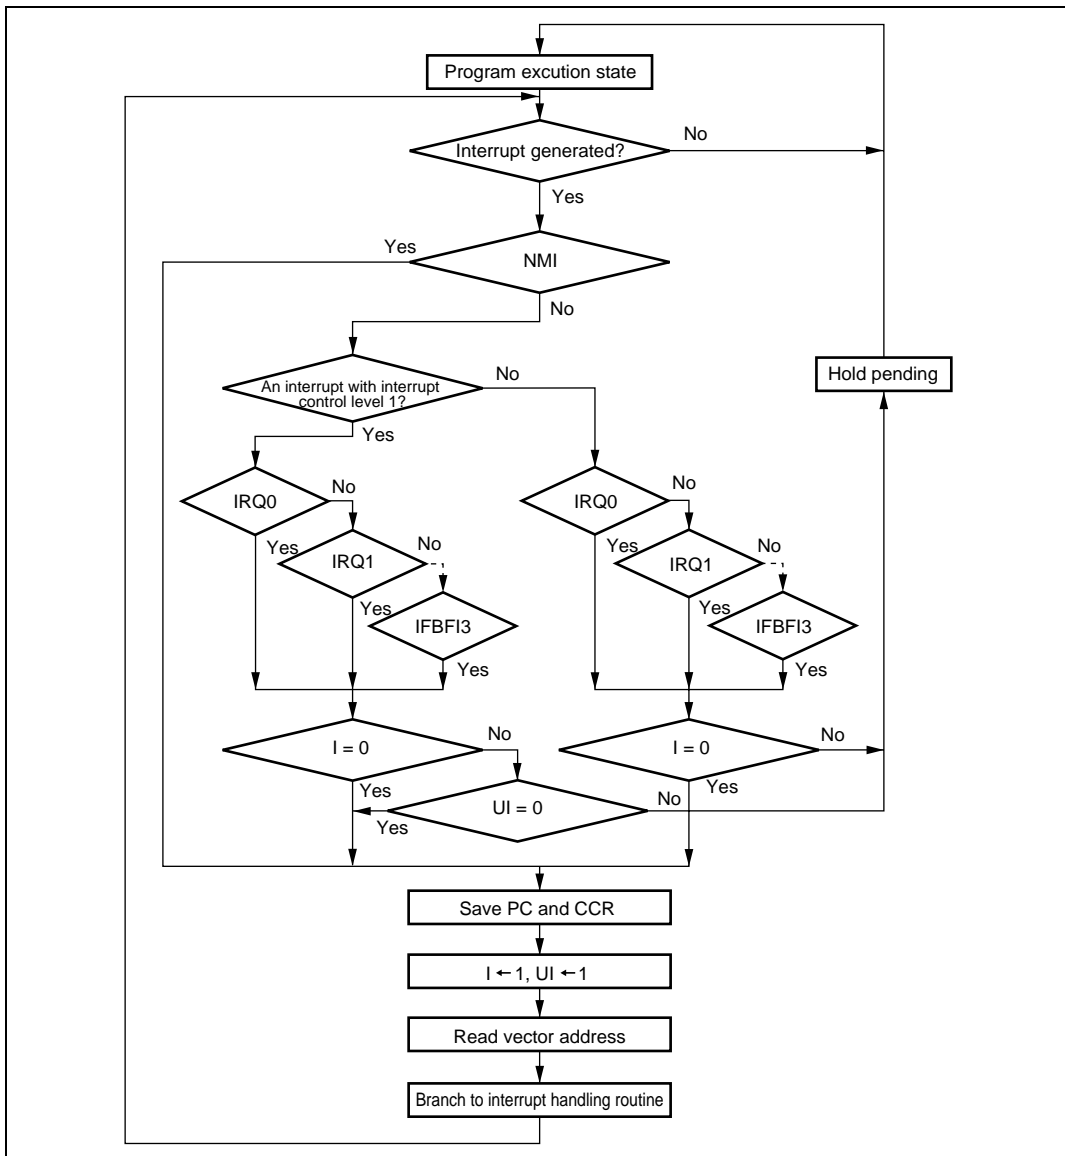 Program excution state
No
Interrupt generated?
Yes
Yes
NMI
No
An interrupt with interrupt
control level 1?
No
Hold pending
Yes
IRQ0
No
IRQ0
No
Yes
IRQ1
No
Yes
IRQ1
No
Yes
IFBFI3
Yes
IFBFI3
Yes
Yes
I = 0
No
I = 0
No
Yes
UI = 0
No
Yes
Yes
Save PC and CCR
I ← 1, UI ← 1
Read vector address
Branch to interrupt handling routine